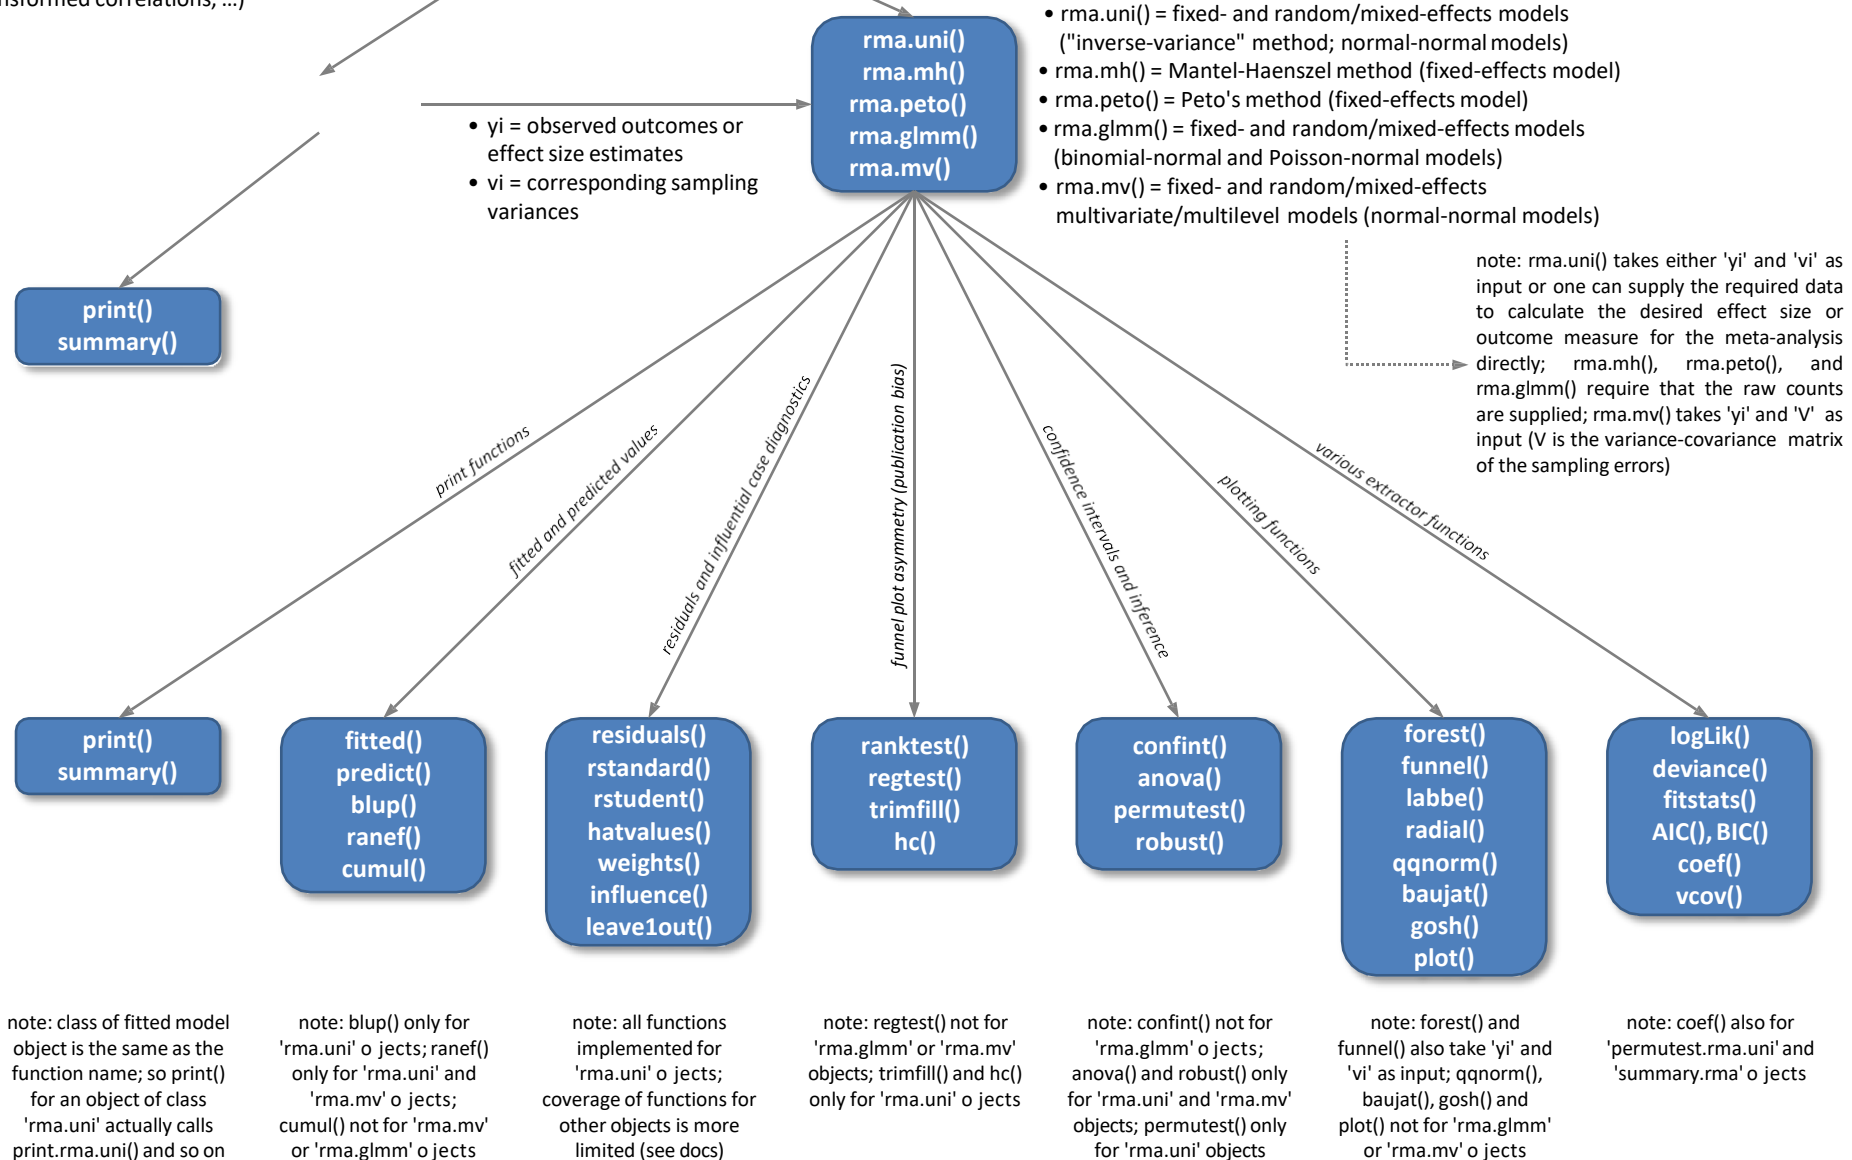 nsformed correlations, …)
rma.uni()
rma.mh()
rma.peto()
rma.glmm()
rma.mv()
• rma.uni() = fixed- and random/mixed-effects models
("inverse-variance" method; normal-normal models)
• rma.mh() = Mantel-Haenszel method (fixed-effects model)
• rma.peto() = Peto's method (fixed-effects model)
• rma.glmm() = fixed- and random/mixed-effects models
(binomial-normal and Poisson-normal models)
• rma.mv() = fixed- and random/mixed-effects
multivariate/multilevel models (normal-normal models)
• yi = observed outcomes or
effect size estimates
• vi = corresponding sampling
variances
note: rma.uni() takes either 'yi' and 'vi' as
input or one can supply the required data
to calculate the desired effect size or
outcome measure for the meta-analysis
directly; rma.mh(), rma.peto(), and
rma.glmm() require that the raw counts
are supplied; rma.mv() takes 'yi' and 'V' as
input (V is the variance-covariance matrix
of the sampling errors)
print()
summary()
print functions
fitted and predicted values
residuals and influential case diagnostics
funnel plot asymmetry (publication bias)
confidence intervals and inference
plotting functions
various extractor functions
print()
summary()
fitted()
predict()
blup()
ranef()
cumul()
residuals()
rstandard()
rstudent()
hatvalues()
weights()
influence()
leave1out()
ranktest()
regtest()
trimfill()
hc()
confint()
anova()
permutest()
robust()
forest()
funnel()
labbe()
radial()
qqnorm()
baujat()
gosh()
plot()
logLik()
deviance()
fitstats()
AIC(), BIC()
coef()
vcov()
note: class of fitted model
object is the same as the
function name; so print()
for an object of class
'rma.uni' actually calls
print.rma.uni() and so on
note: blup() only for
'rma.uni' o jects; ranef()
only for 'rma.uni' and
'rma.mv' o jects;
cumul() not for 'rma.mv'
or 'rma.glmm' o jects
note: all functions
implemented for
'rma.uni' o jects;
coverage of functions for
other objects is more
limited (see docs)
note: regtest() not for
'rma.glmm' or 'rma.mv'
objects; trimfill() and hc()
only for 'rma.uni' o jects
note: confint() not for
'rma.glmm' o jects;
anova() and robust() only
for 'rma.uni' and 'rma.mv'
objects; permutest() only
for 'rma.uni' objects
note: forest() and
funnel() also take 'yi' and
'vi' as input; qqnorm(),
baujat(), gosh() and
plot() not for 'rma.glmm'
or 'rma.mv' o jects
note: coef() also for
'permutest.rma.uni' and
'summary.rma' o jects